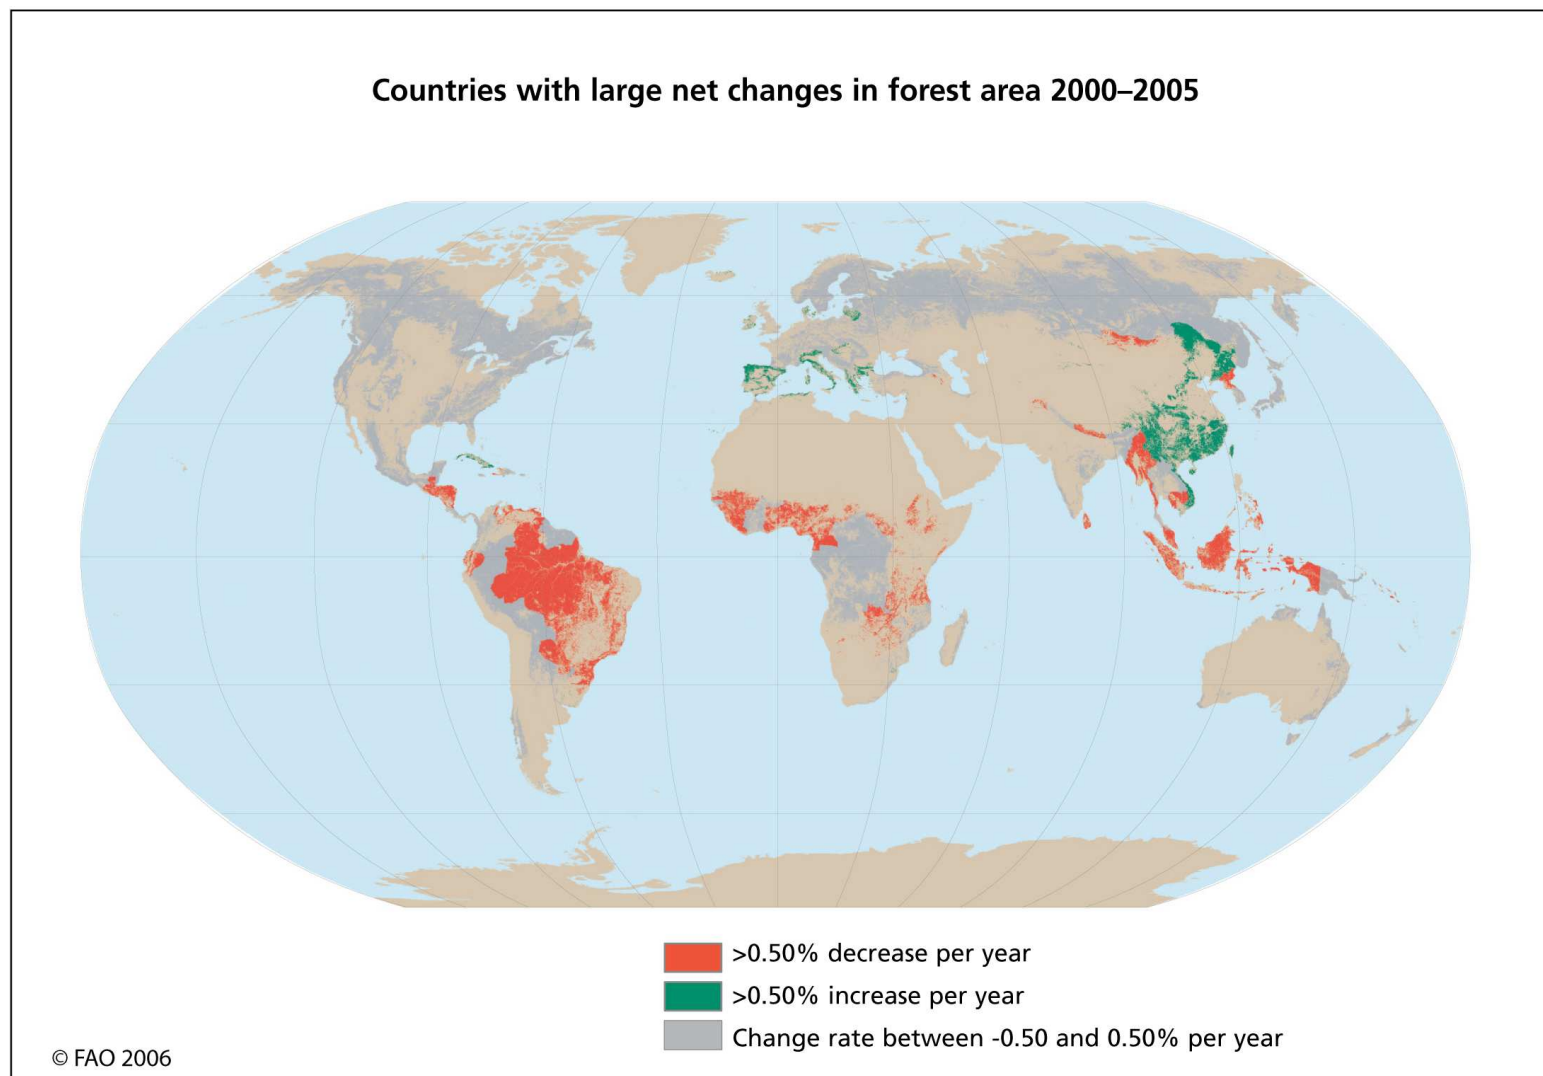 Countries with large net changes in forest area 2000–2005
>0.50% decrease per year
>0.50% increase per year
Change rate between -0.50 and 0.50% per year
© FAO 2006